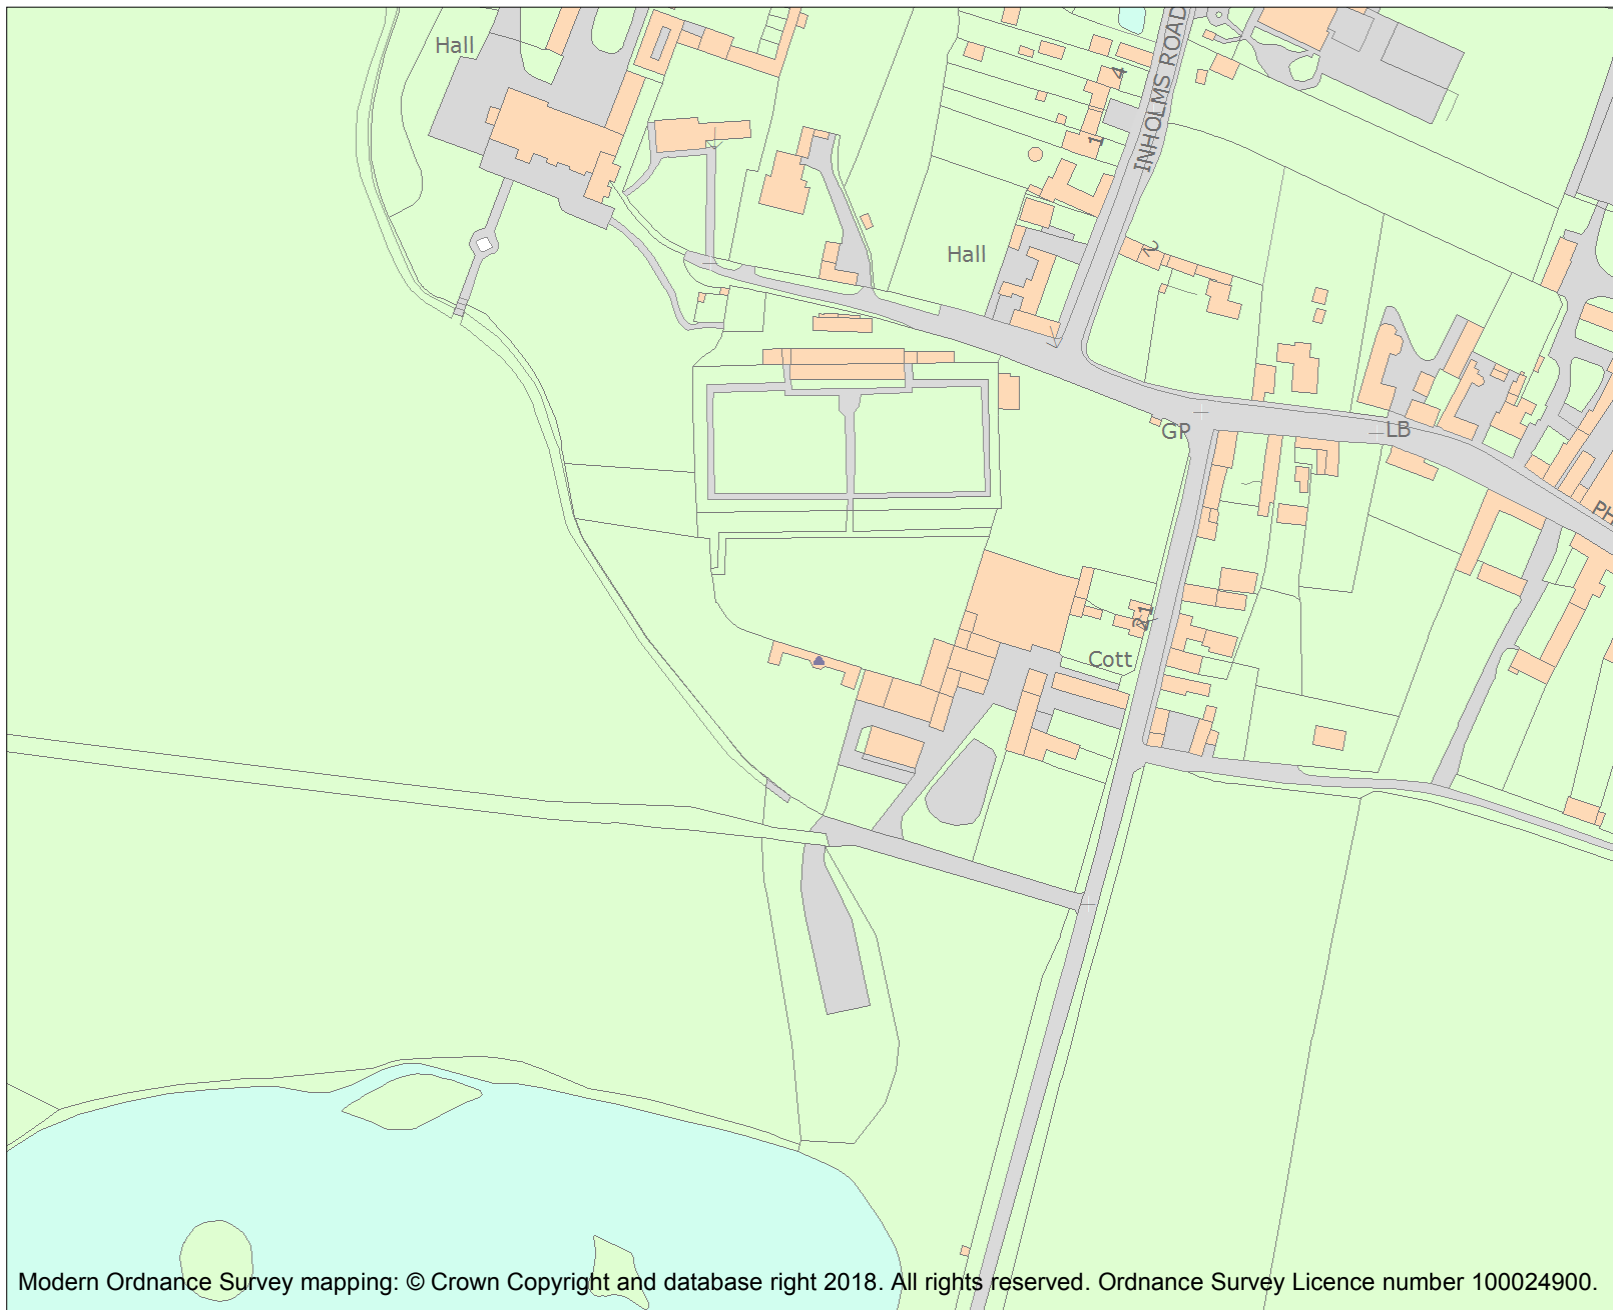 Hall
INHOLMS ROAD
4
1
Hall
2
GP
LB
PH
21
Cott
Modern Ordnance Survey mapping: © Crown Copyright and database right 2018. All rights reserved. Ordnance Survey Licence number 100024900.